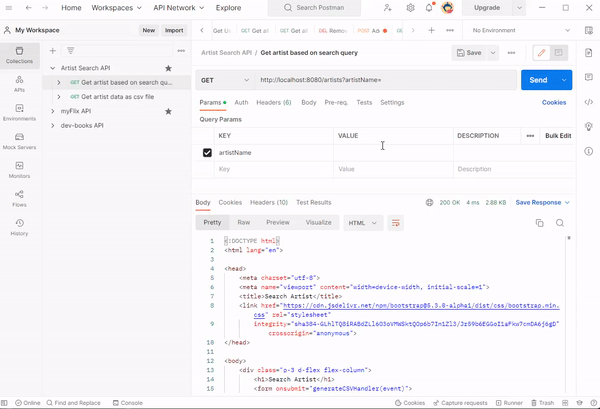 Home Workspaces API Network Explore Search Postman Upgrade
My Workspace New Import Get U Get a GET Get al Remo POST Ad GET Get a No Environment
Collections
APIs
Environments
Mock Servers
Monitors
Flows
History
Artist Search API
GET Get artist based on search qu...
GET Get artist data as csv file
myFlix API
dev-books API
Artist Search API / Get artist based on search query Save
GET http://localhost:8080/artists?artistName= Send
Params Auth Headers (6) Body Pre-req. Tests Settings Cookies
Query Params
KEY VALUE DESCRIPTION Bulk Edit
artistName
Key Value Description
Body Cookies Headers (10) Test Results 200 OK 4 ms 2.88 KB Save Response
Pretty Raw Preview Visualize HTML
1 <!DOCTYPE html>
2 <html lang="en">
3
4 <head>
5 <meta charset="utf-8">
6 <meta name="viewport" content="width=device-width, initial-scale=1">
7 <title>Search Artist</title>
8 <link href="https://cdn.jsdelivr.net/npm/bootstrap@5.3.0-alpha1/dist/css/bootstrap.min.
css" rel="stylesheet"
9 integrity=
crossorigin="anonymous">
10 </head>
11
12 <body>
13 <div class="p-3 d-flex flex-column">
14 <h1>Search Artist</h1>
15 <form onsubmit="generateCSVHandler(event)">
Online Find and Replace Console Cookies Capture requests Runner Trash